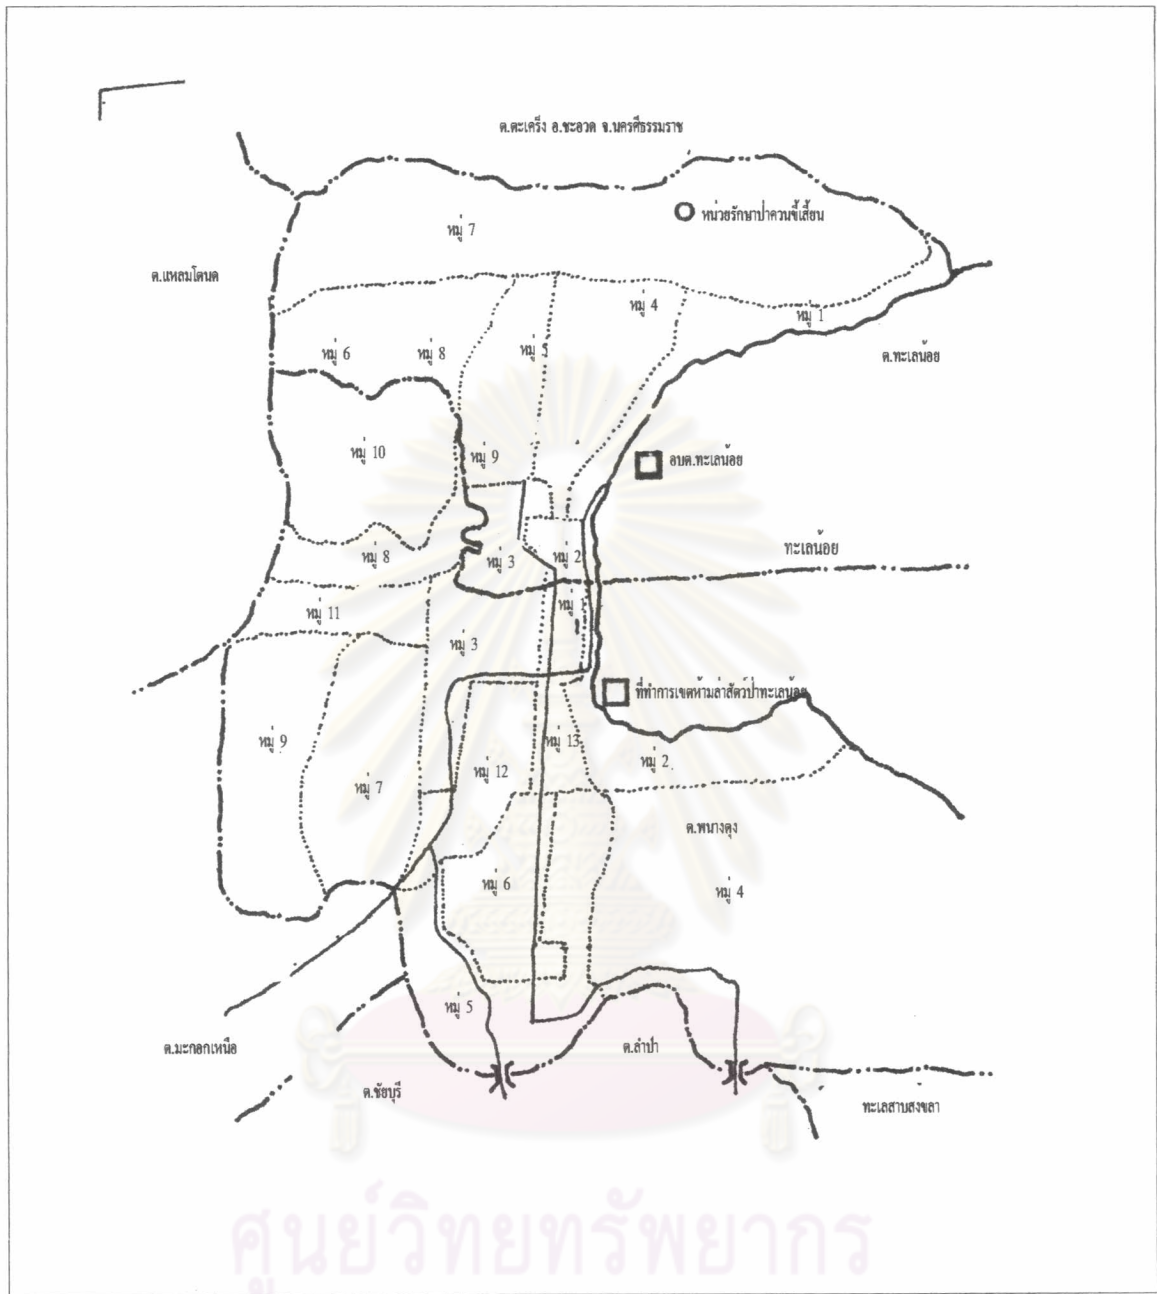 ต.ตะเคร็ง อ.ชะอวด จ.นครศรีธรรมราช
หน่วยรักษาป่าควนขี้เสี้ยน
หมู่ 7
ต.แหลมโตนด
หมู่ 4
หมู่ 1
หมู่ 6
หมู่ 8
หมู่ 5
ต.ทะเลน้อย
หมู่ 10
หมู่ 9
อบต.ทะเลน้อย
ทะเลน้อย
หมู่ 8
หมู่ 3
หมู่ 2
หมู่ 11
หมู่ 1
หมู่ 3
ที่ทำการเขตห้ามล่าสัตว์ป่าทะเลน้อย
หมู่ 9
หมู่ 13
หมู่ 2
หมู่ 12
หมู่ 7
ต.พนางตุง
หมู่ 6
หมู่ 4
หมู่ 5
ต.มะกอกเหนือ
ต.ลำปำ
ต.ชัยบุรี
ทะเลสาบสงขลา
ศูนย์วิทยทรัพยากร